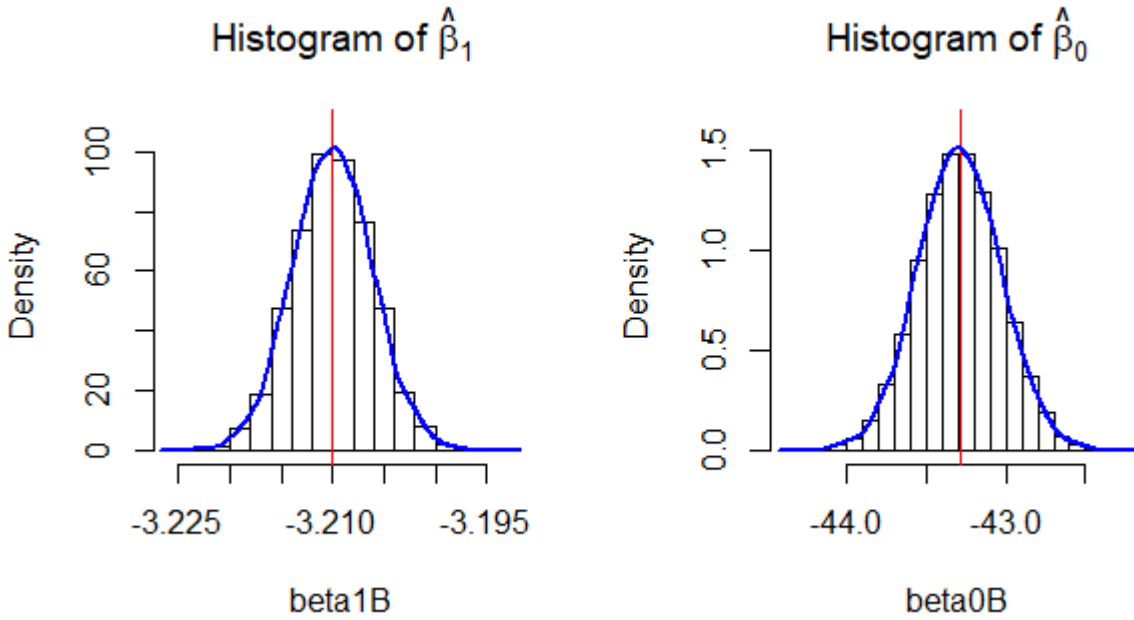 Histogram of β̂₁
Density
0
20
60
100
-3.225
-3.210
-3.195
beta1B
Histogram of β̂₀
Density
0.0
0.5
1.0
1.5
-44.0
-43.0
beta0B